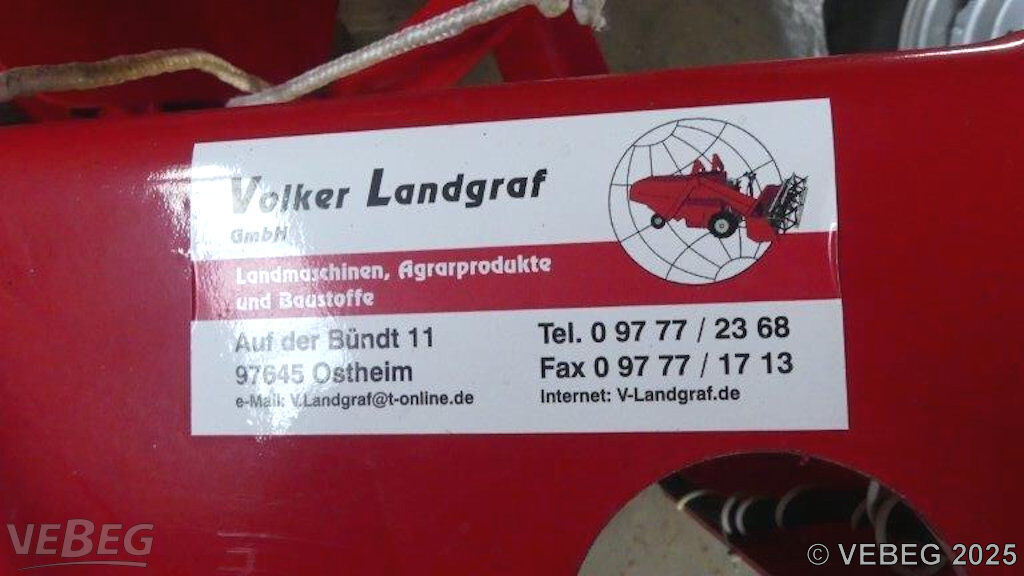 Volker Landgraf
GmbH
Landmaschinen, Agrarprodukte
und Baustoffe
Auf der Bündt 11
97645 Ostheim
e-Mail: V.Landgraf@t-online.de
Tel. 0 97 77 / 23 68
Fax 0 97 77 / 17 13
Internet: V-Landgraf.de
VEBEG
© VEBEG 2025